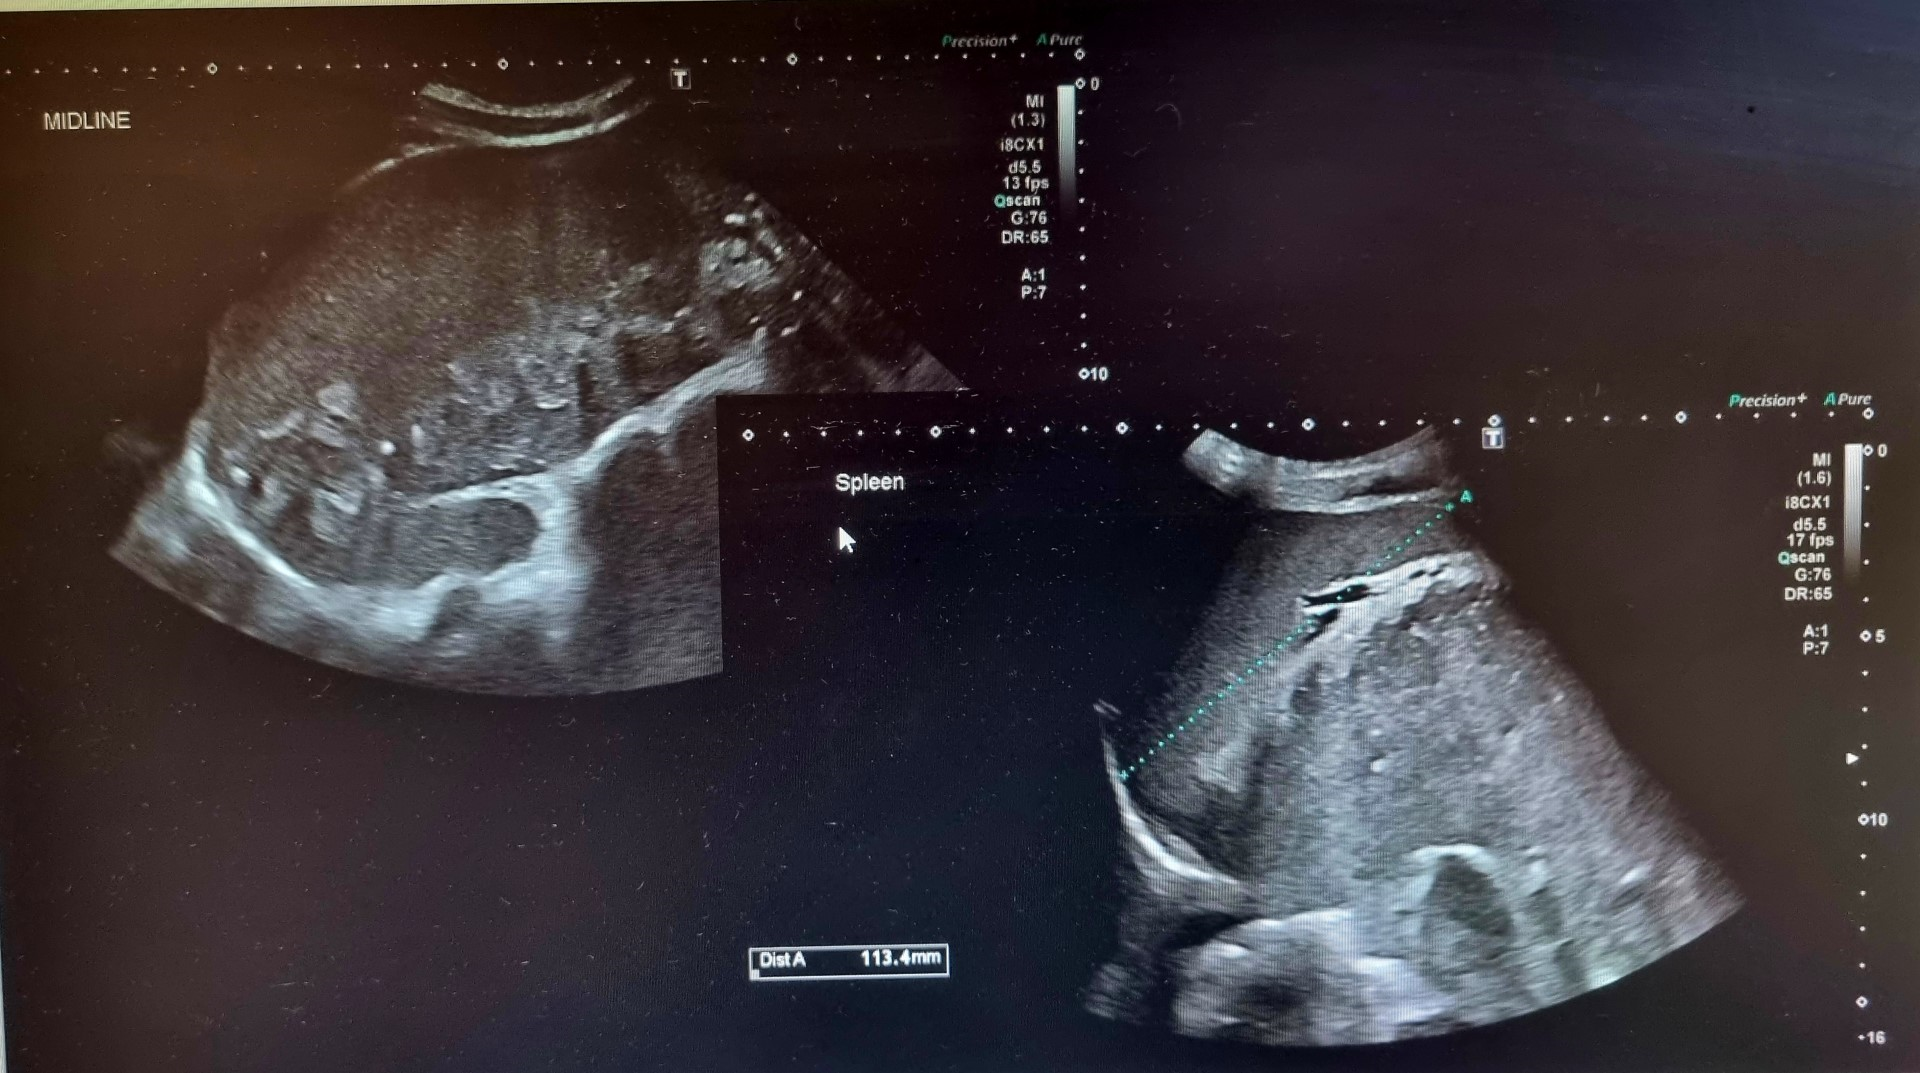 Precision+ APure
T
0
MIDLINE
MI
(1.3)
i8CX1
d5.5
13 fps
Qscan
G:76
DR:65
A:1
P:7
10
Precision+ APure
T
0
Spleen
A
MI
(1.6)
i8CX1
d5.5
17 fps
Qscan
G:76
DR:65
A:1
P:7
5
10
Dist A 113.4mm
16